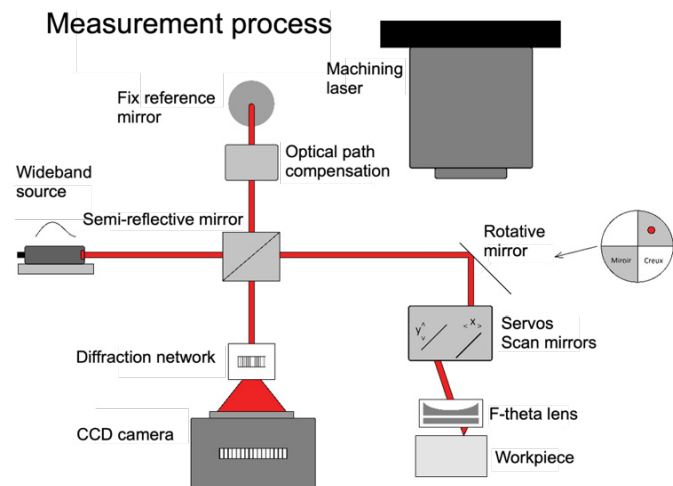 Measurement process
Machining
laser
Fix reference
mirror
Optical path
compensation
Wideband
source
Semi-reflective mirror
Rotative
mirror
Miroir
Creux
y
< x >
Servos
Scan mirrors
Diffraction network
F-theta lens
CCD camera
Workpiece